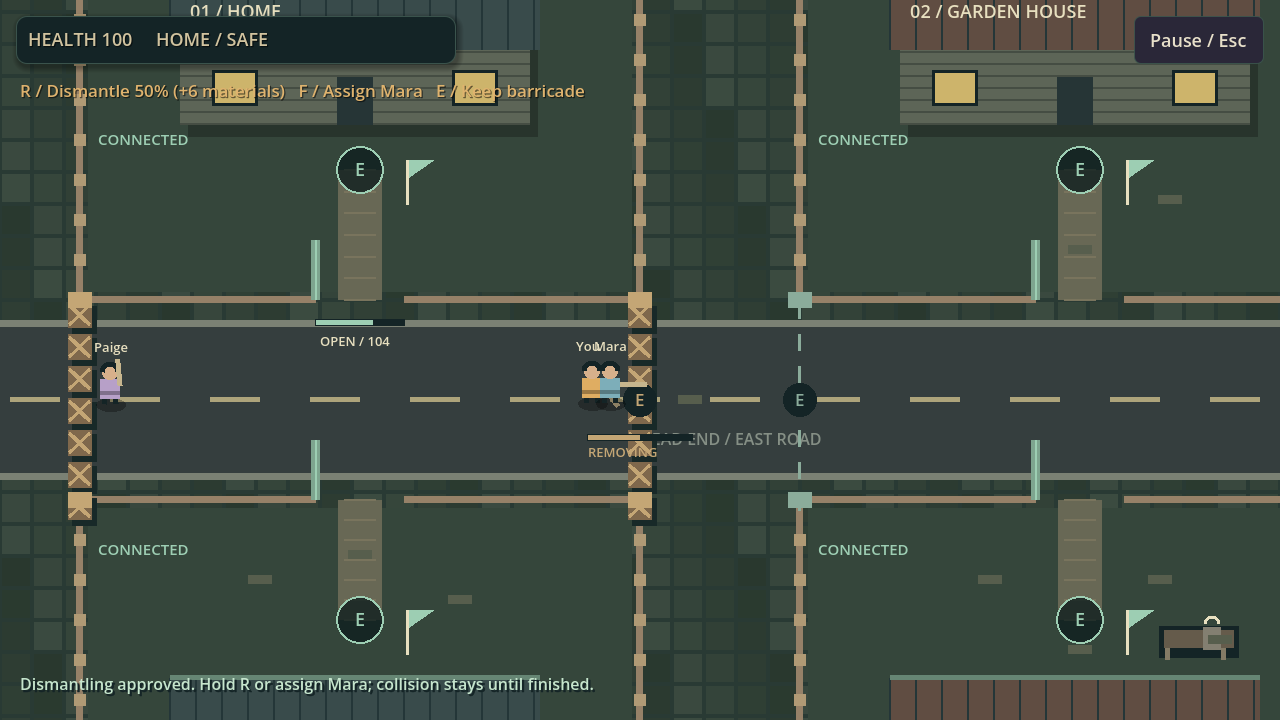 01 / HOME
02 / GARDEN HOUSE
HEALTH 100 HOME / SAFE
Pause / Esc
R / Dismantle 50% (+6 materials) F / Assign Mara E / Keep barricade
CONNECTED
CONNECTED
E
E
OPEN / 104
Paige
You
Mara
E
E
END / EAST ROAD
REMOVING
CONNECTED
CONNECTED
E
E
Dismantling approved. Hold R or assign Mara; collision stays until finished.